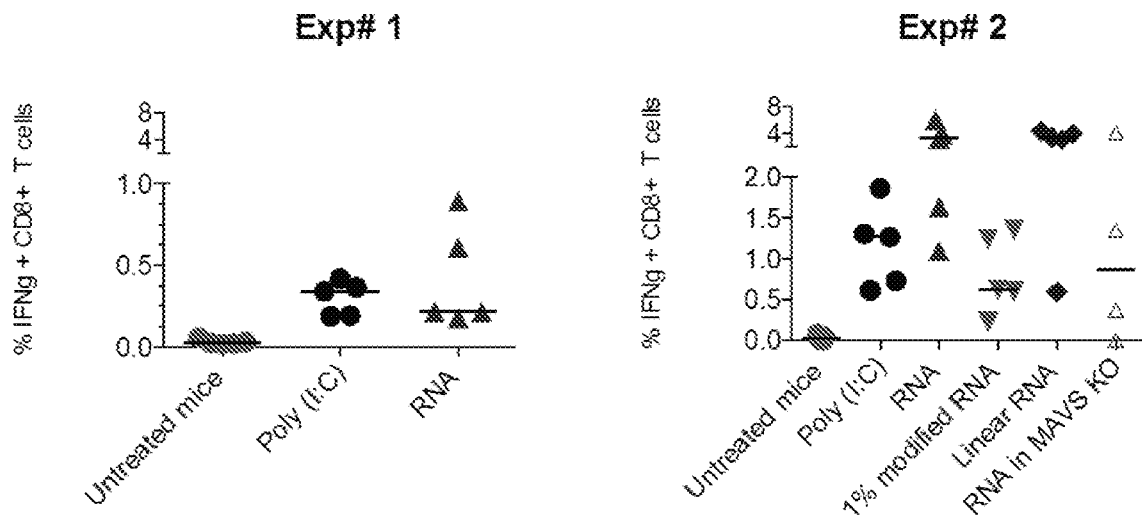 Exp# 1
% IFNg + CD8+ T cells
8
4
1.0
0.5
0.0
Untreated mice
Poly (I:C)
RNA
Exp# 2
% IFNg + CD8+ T cells
8
4
2.0
1.5
1.0
0.5
0.0
Untreated mice
Poly (I:C)
RNA
1% modified RNA
Linear RNA
RNA in MAVS KO